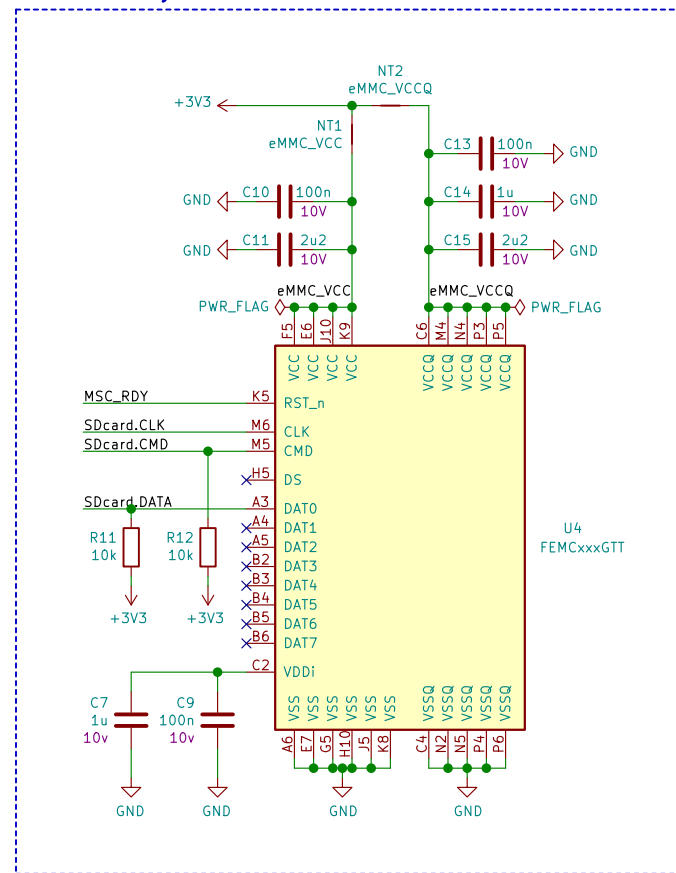 NT2
eMMC_VCCQ
+3V3
NT1
eMMC_VCC
C13 100n
10V
GND
C10 100n
10V
GND
C14 1u
10V
GND
C11 2u2
10V
GND
C15 2u2
10V
GND
eMMC_VCC
eMMC_VCCQ
PWR_FLAG
PWR_FLAG
F5 E6 J10 K9
C6 M4 N4 P3 P5
VCC VCC VCC VCC
VCCQ VCCQ VCCQ VCCQ VCCQ
MSC_RDY K5 RST_n
SDcard.CLK M6 CLK
SDcard.CMD M5 CMD
H5 DS
SDcard.DATA A3 DAT0
A4 DAT1
A5 DAT2
B2 DAT3
B3 DAT4
B4 DAT5
B5 DAT6
B6 DAT7
R11
10k
R12
10k
+3V3
+3V3
U4
FEMCxxxGTT
C2 VDDi
C7
1u
10v
C9
100n
10v
VSS VSS VSS VSS VSS VSS
VSSQ VSSQ VSSQ VSSQ VSSQ
A6 E7 G5 H10 J5 K8
C4 N2 N5 P4 P6
GND
GND
GND
GND